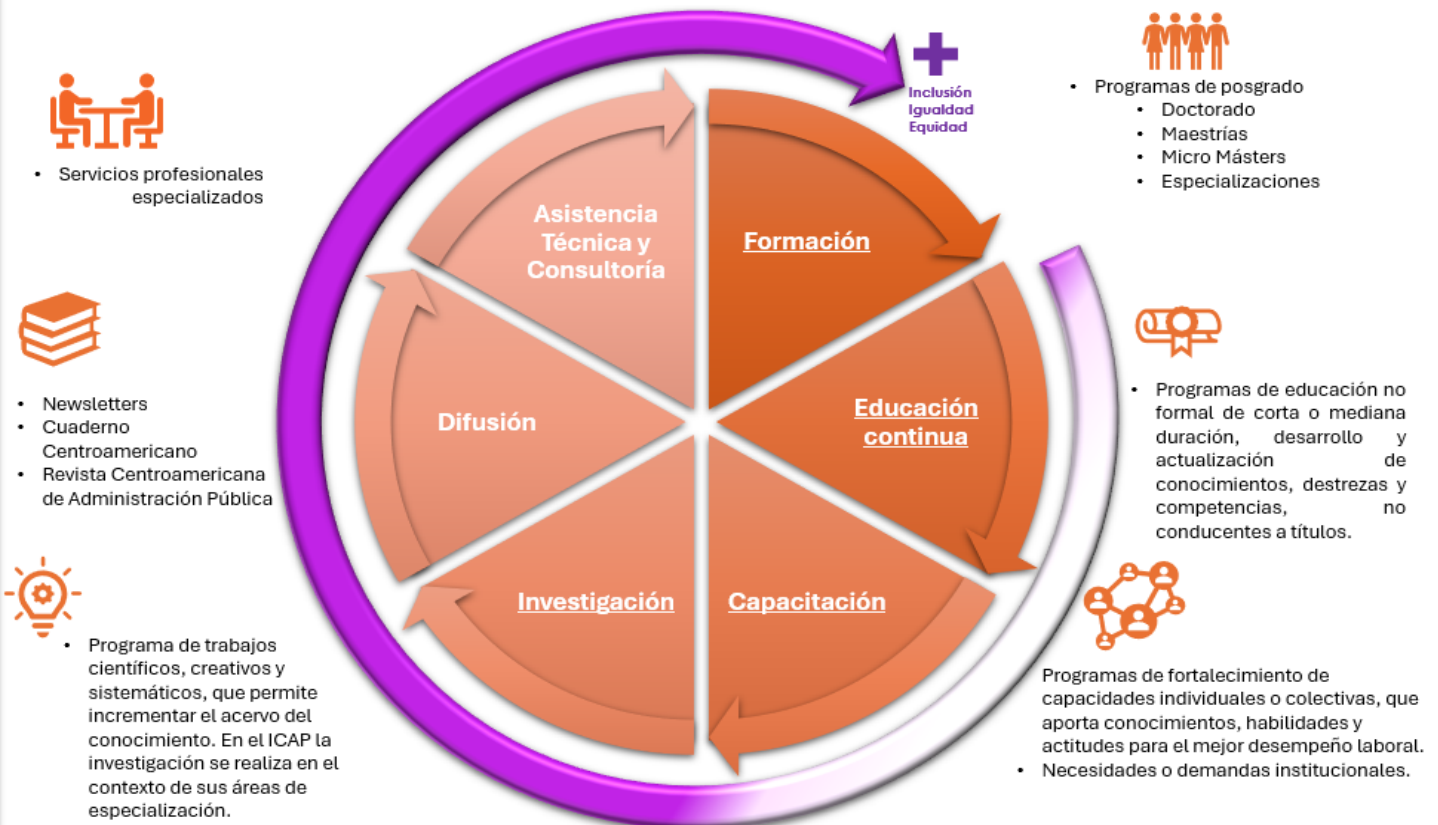 Inclusión
Igualdad
Equidad
• Programas de posgrado
• Doctorado
• Maestrías
• Micro Másters
• Especializaciones
• Servicios profesionales
especializados
Asistencia
Técnica y
Consultoría
Formación
• Newsletters
• Cuaderno
Centroamericano
• Revista Centroamericana
de Administración Pública
Difusión
Educación
continua
• Programas de educación no
formal de corta o mediana
duración, desarrollo y
actualización de
conocimientos, destrezas y
competencias, no
conducentes a títulos.
Investigación
Capacitación
• Programa de trabajos
científicos, creativos y
sistemáticos, que permite
incrementar el acervo del
conocimiento. En el ICAP la
investigación se realiza en el
contexto de sus áreas de
especialización.
Programas de fortalecimiento de
capacidades individuales o colectivas, que
aporta conocimientos, habilidades y
actitudes para el mejor desempeño laboral.
• Necesidades o demandas institucionales.